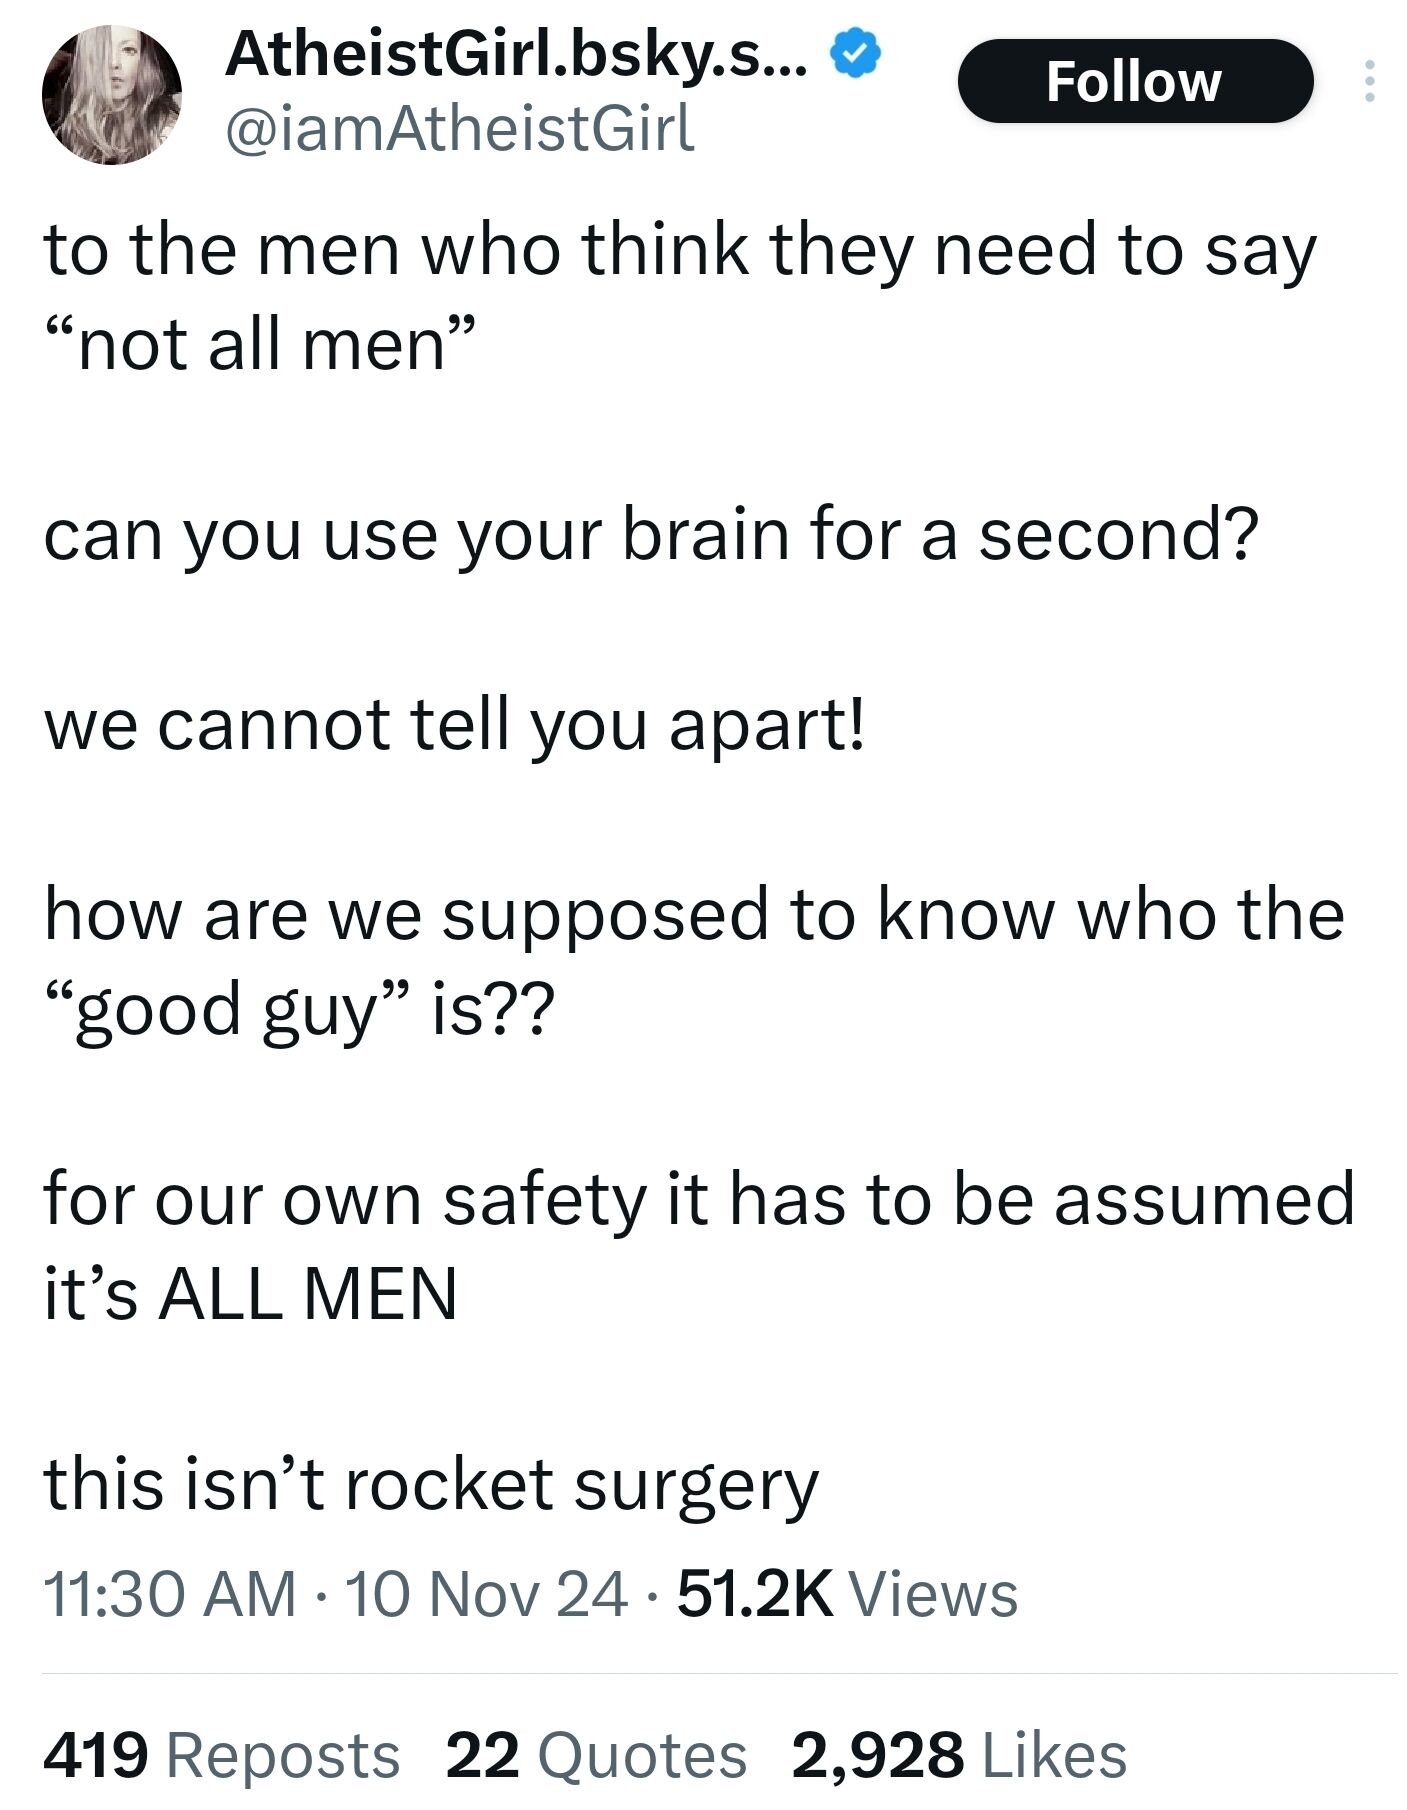 AtheistGirl.bsky.s...
Follow
@iamAtheistGirl
to the men who think they need to say
“not all men”
can you use your brain for a second?
we cannot tell you apart!
how are we supposed to know who the
“good guy” is??
for our own safety it has to be assumed
it’s ALL MEN
this isn’t rocket surgery
11:30 AM · 10 Nov 24 · 51.2K Views
419 Reposts 22 Quotes 2,928 Likes